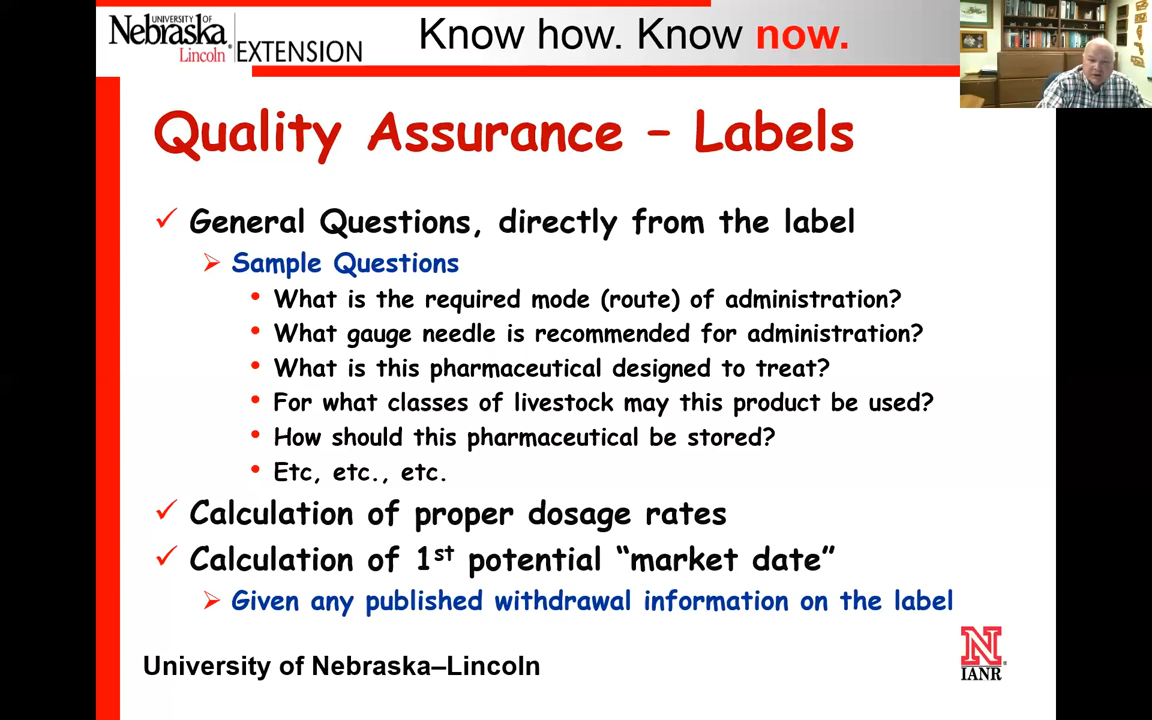 UNIVERSITY OF
Nebraska
Lincoln
EXTENSION
Know how. Know now.
Quality Assurance – Labels
General Questions, directly from the label
Sample Questions
What is the required mode (route) of administration?
What gauge needle is recommended for administration?
What is this pharmaceutical designed to treat?
For what classes of livestock may this product be used?
How should this pharmaceutical be stored?
Etc, etc., etc.
Calculation of proper dosage rates
Calculation of 1st potential “market date”
Given any published withdrawal information on the label
University of Nebraska–Lincoln
N
IANR